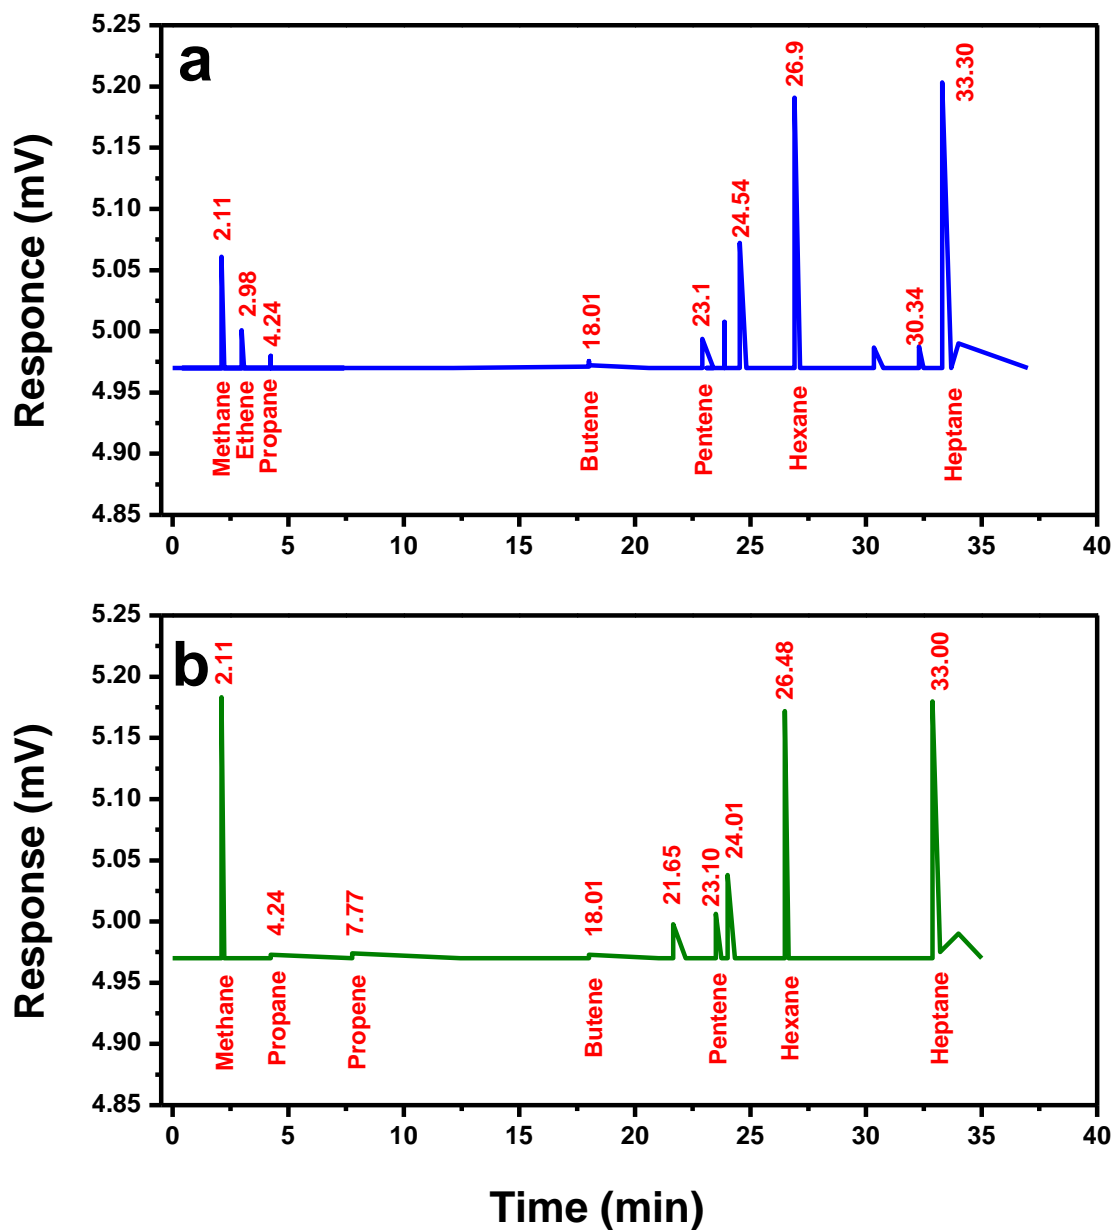 a
Responce (mV)
5.25
5.20
5.15
5.10
5.05
5.00
4.95
4.90
4.85
2.11
2.98
4.24
18.01
23.1
24.54
26.9
30.34
33.30
Methane
Ethene
Propane
Butene
Pentene
Hexane
Heptane
0 5 10 15 20 25 30 35 40
b
Response (mV)
5.25
5.20
5.15
5.10
5.05
5.00
4.95
4.90
4.85
2.11
4.24
7.77
18.01
21.65
23.10
24.01
26.48
33.00
Methane
Propane
Propene
Butene
Pentene
Hexane
Heptane
0 5 10 15 20 25 30 35 40
Time (min)